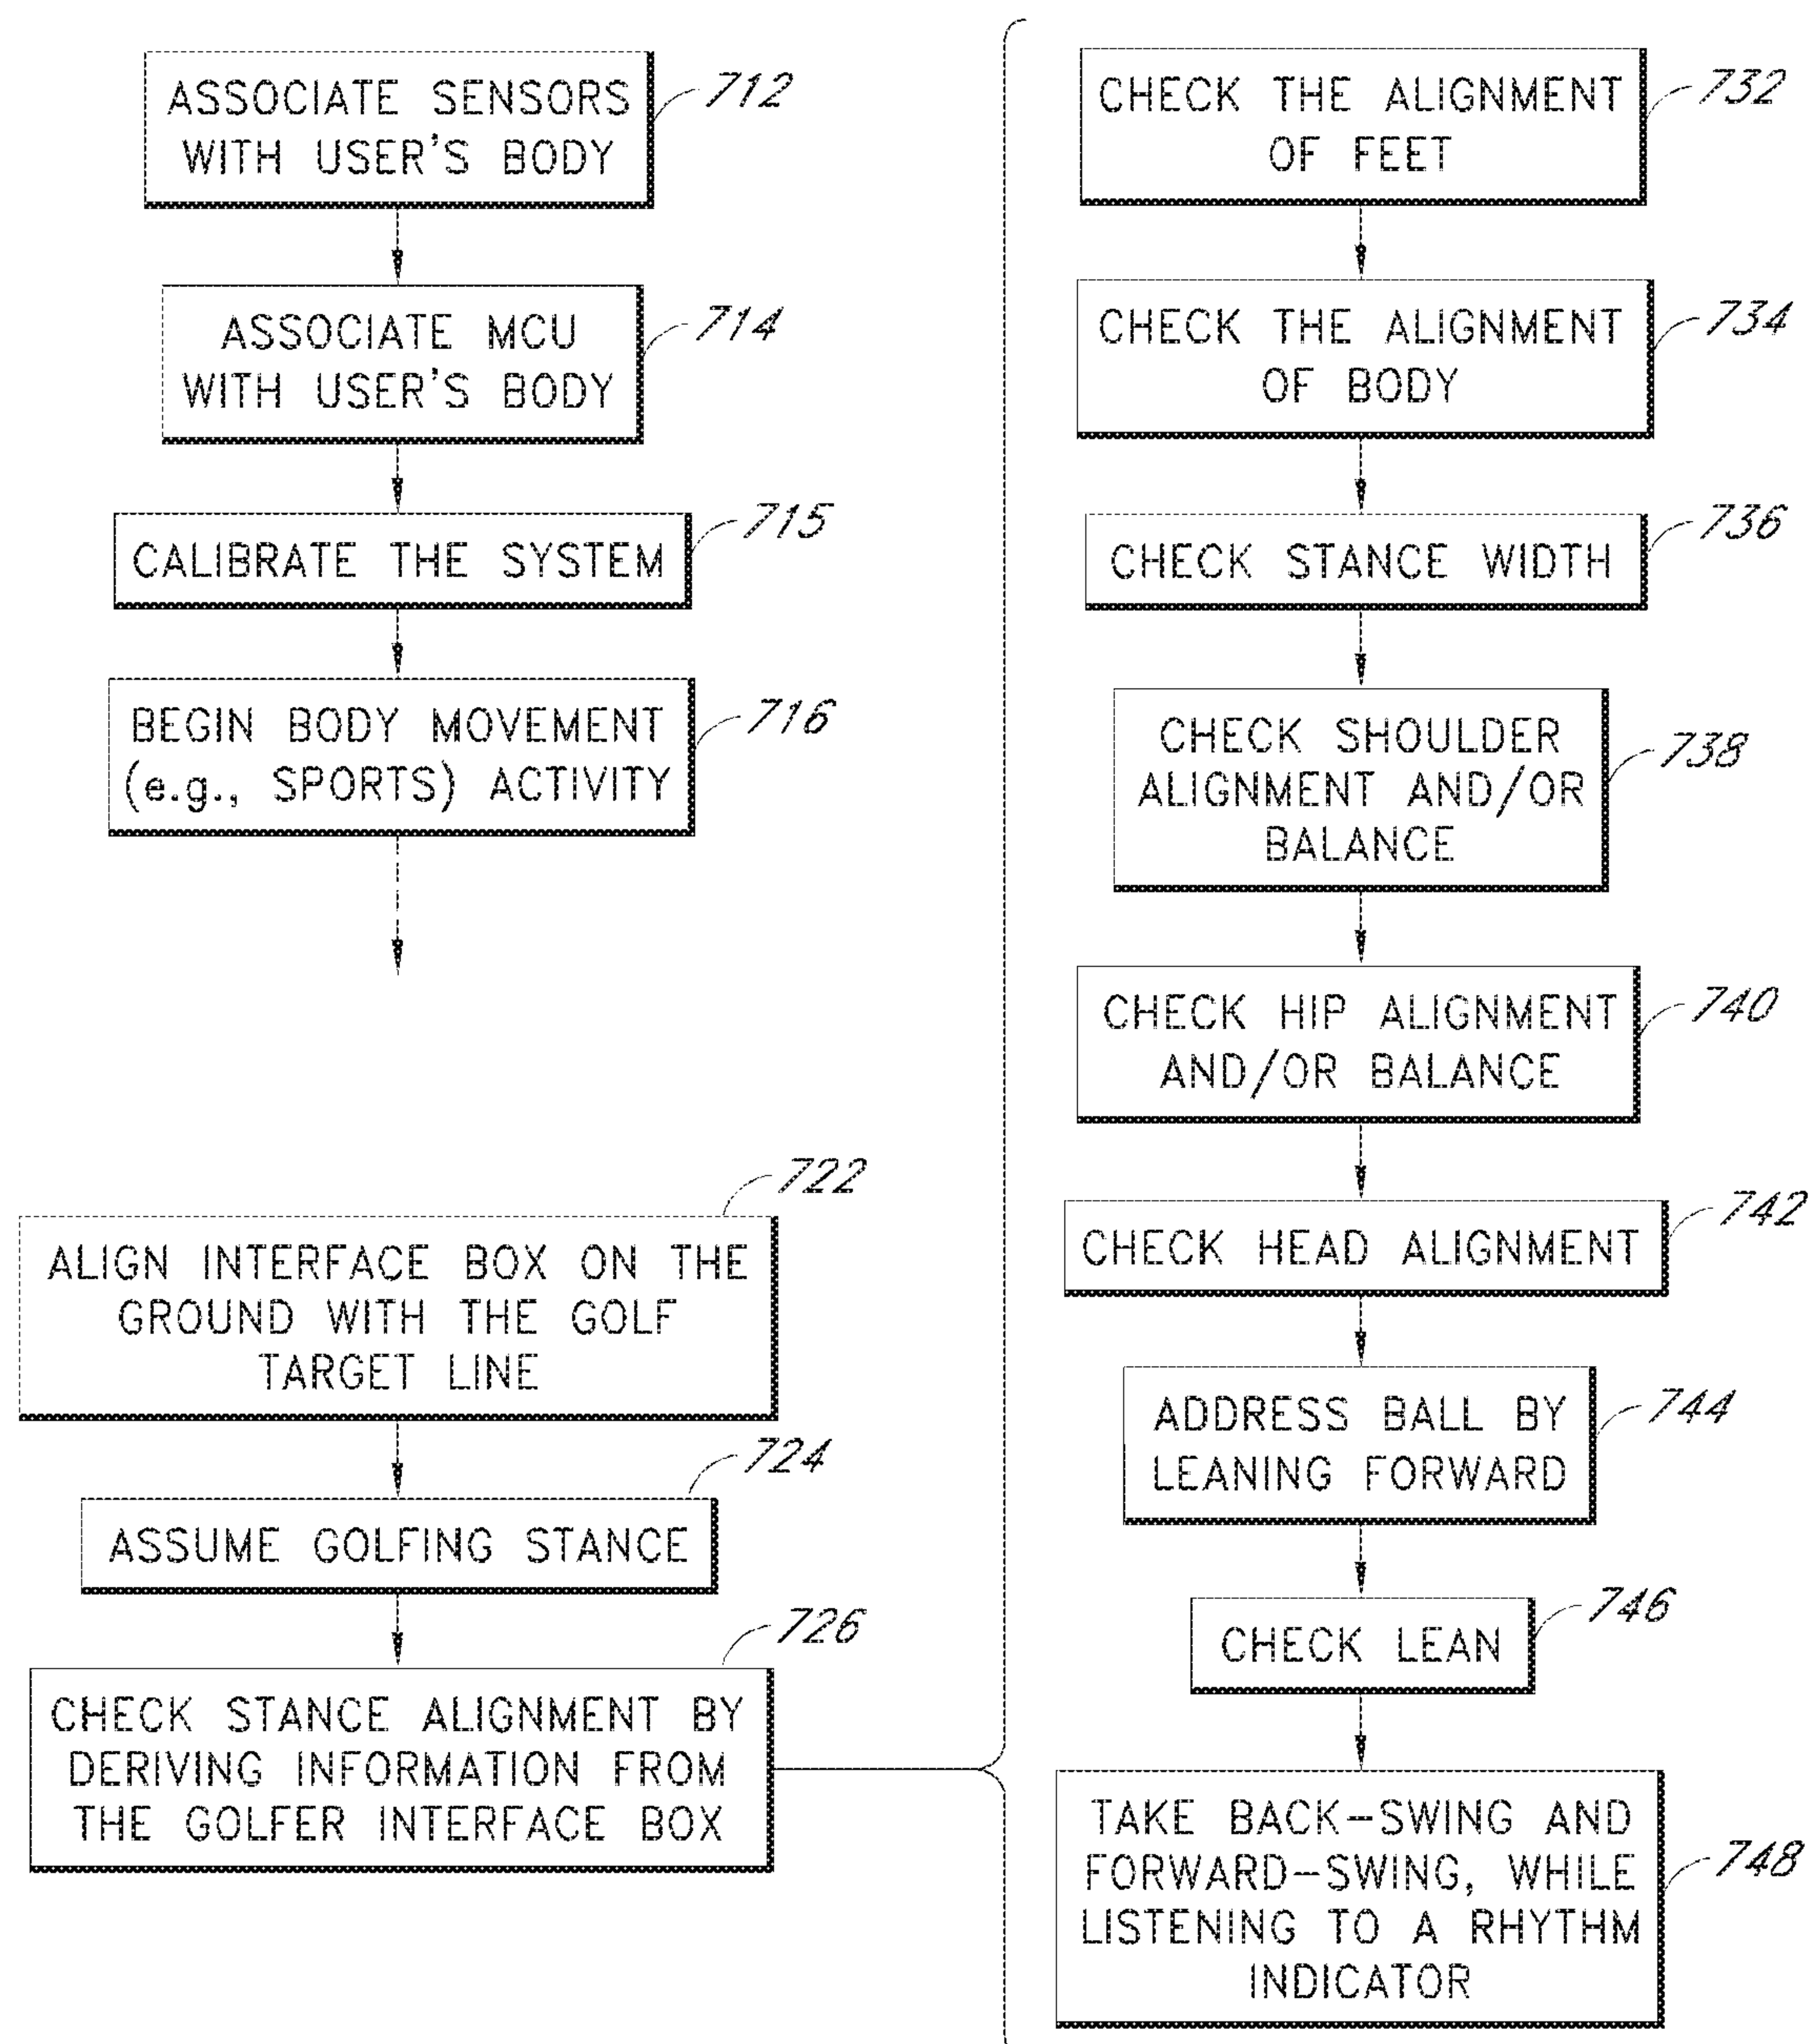 ASSOCIATE SENSORS
WITH USER'S BODY
712
ASSOCIATE MCU
WITH USER'S BODY
714
CALIBRATE THE SYSTEM
715
BEGIN BODY MOVEMENT
(e.g., SPORTS) ACTIVITY
716
722
ALIGN INTERFACE BOX ON THE
GROUND WITH THE GOLF
TARGET LINE
724
ASSUME GOLFING STANCE
726
CHECK STANCE ALIGNMENT BY
DERIVING INFORMATION FROM
THE GOLFER INTERFACE BOX
CHECK THE ALIGNMENT
OF FEET
732
CHECK THE ALIGNMENT
OF BODY
734
CHECK STANCE WIDTH
736
CHECK SHOULDER
ALIGNMENT AND/OR
BALANCE
738
CHECK HIP ALIGNMENT
AND/OR BALANCE
740
CHECK HEAD ALIGNMENT
742
ADDRESS BALL BY
LEANING FORWARD
744
CHECK LEAN
746
TAKE BACK-SWING AND
FORWARD-SWING, WHILE
LISTENING TO A RHYTHM
INDICATOR
748